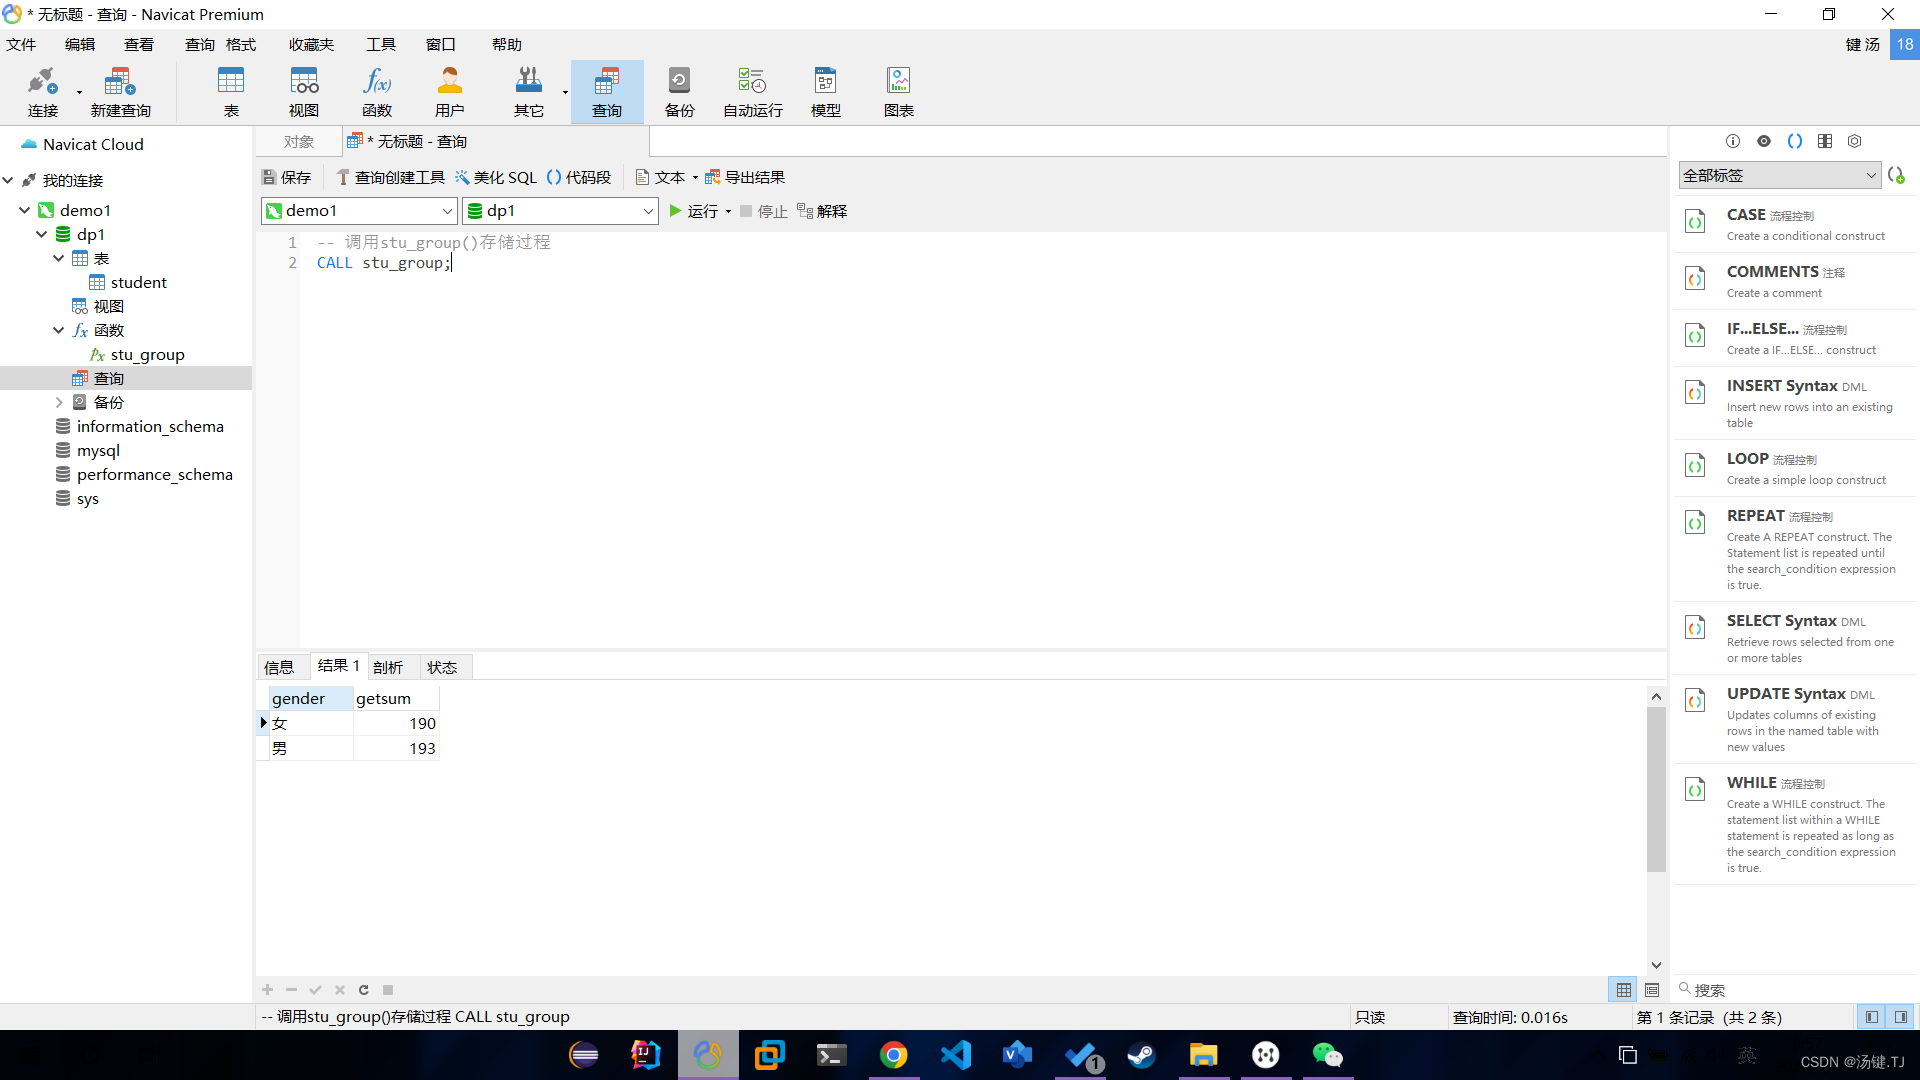 * 无标题 - 查询 - Navicat Premium
文件 编辑 查看 查询 格式 收藏夹 工具 窗口 帮助 键 汤 18
连接 新建查询 表 视图 函数 用户 其它 查询 备份 自动运行 模型 图表
Navicat Cloud
我的连接
demo1
dp1
表
student
视图
函数
stu_group
查询
备份
information_schema
mysql
performance_schema
sys
对象 * 无标题 - 查询
保存 查询创建工具 美化 SQL 代码段 文本 导出结果
demo1 dp1 运行 停止 解释
1 -- 调用stu_group()存储过程
2 CALL stu_group;
信息 结果 1 剖析 状态
gender getsum
女 190
男 193
全部标签
CASE 流程控制
Create a conditional construct
COMMENTS 注释
Create a comment
IF...ELSE... 流程控制
Create a IF...ELSE... construct
INSERT Syntax DML
Insert new rows into an existing
table
LOOP 流程控制
Create a simple loop construct
REPEAT 流程控制
Create A REPEAT construct. The
Statement list is repeated until
the search_condition expression
is true.
SELECT Syntax DML
Retrieve rows selected from one
or more tables
UPDATE Syntax DML
Updates columns of existing
rows in the named table with
new values
WHILE 流程控制
Create a WHILE construct. The
statement list within a WHILE
statement is repeated as long as
the search_condition expression
is true.
搜索
-- 调用stu_group()存储过程 CALL stu_group 只读 查询时间: 0.016s 第 1 条记录 (共 2 条)
1
英
CSDN @汤键.TJ